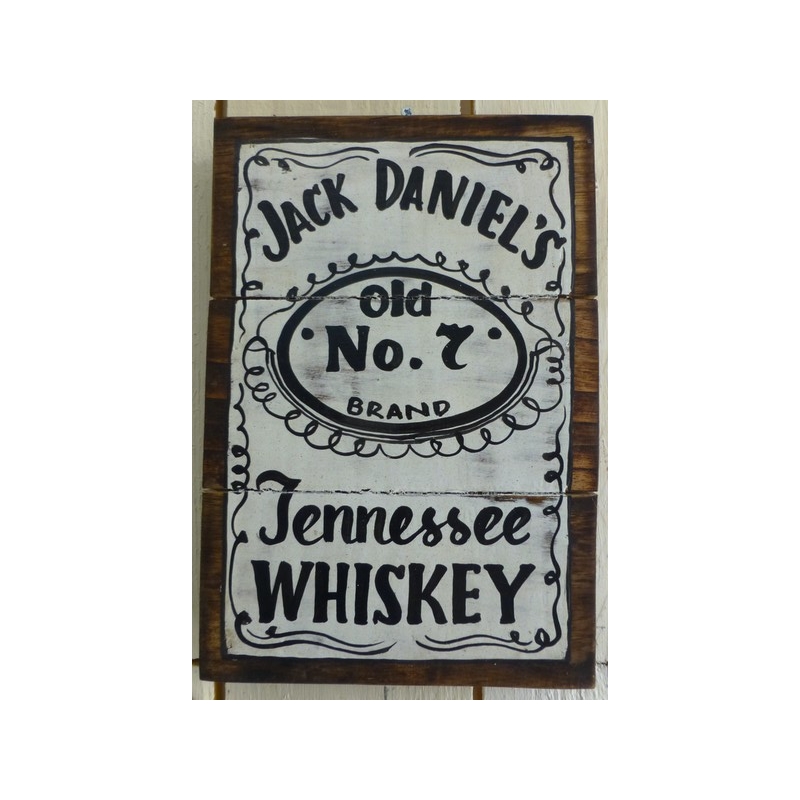 JACK DANIEL'S
Old
No. 7
BRAND
Tennessee
WHISKEY